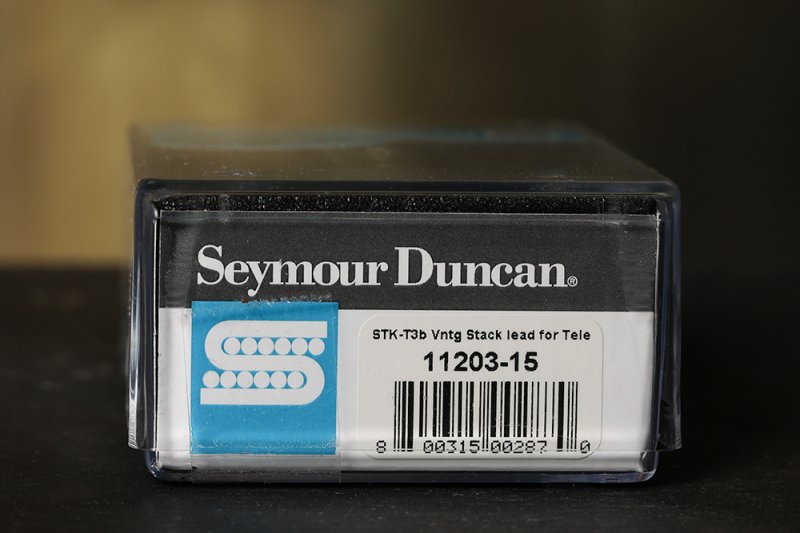 Seymour Duncan®
STK-T3b Vntg Stack lead for Tele
11203-15
8 00315 00287 0